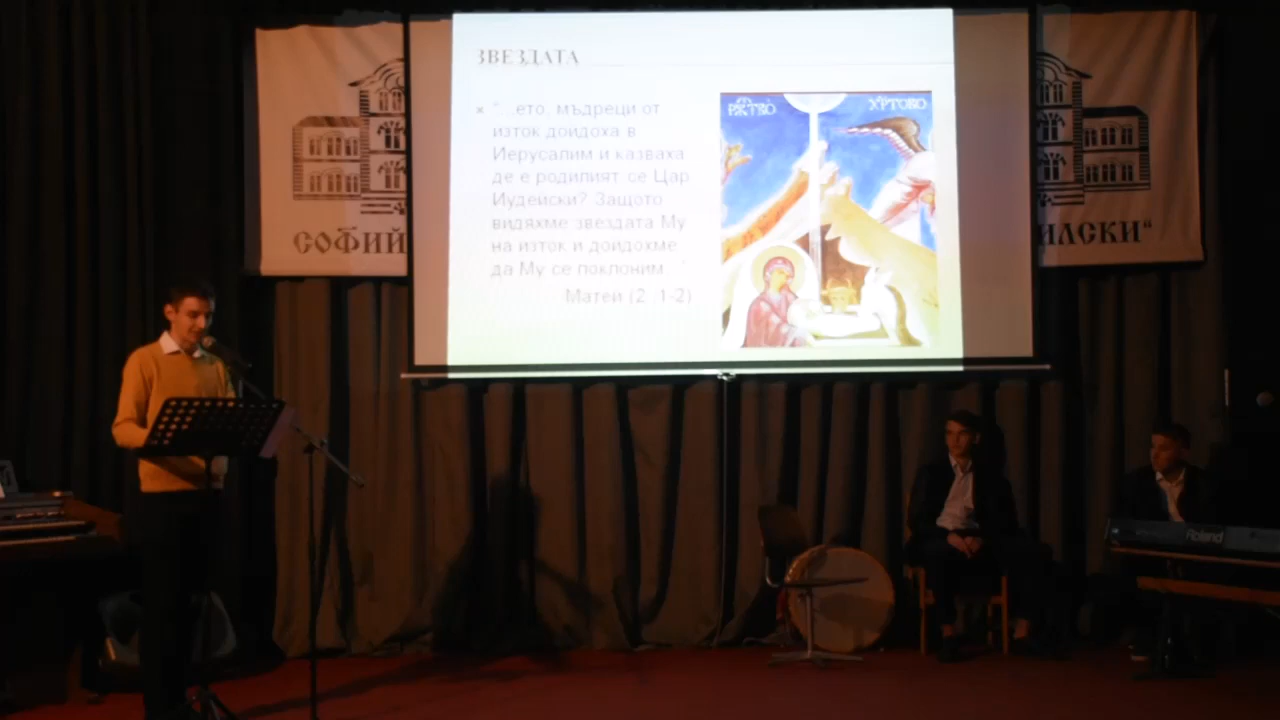 ЗВЕЗДАТА
" ...ето, мъдреци от
изток доидоха в
Иерусалим и казваха
де е родилият се Цар
Иудейски? Защото
видяхме звездата Му
на изток и дойдохме
да Му се поклоним ..."
Матей (2 :1-2)
РЖТВО ХРТОВО
СОФИЙ
ИЛСКИ"
Roland